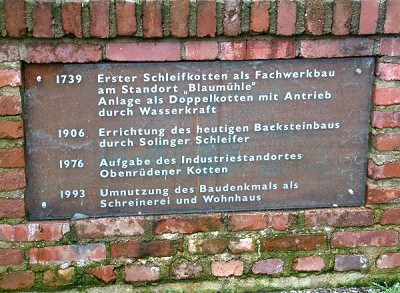 1739 Erster Schleifkotten als Fachwerkbau
am Standort „Blaumühle"
Anlage als Doppelkotten mit Antrieb
durch Wasserkraft
1906 Errichtung des heutigen Backsteinbaus
durch Solinger Schleifer
1976 Aufgabe des Industriestandortes
Obenrüdener Kotten
1993 Umnutzung des Baudenkmals als
Schreinerei und Wohnhaus